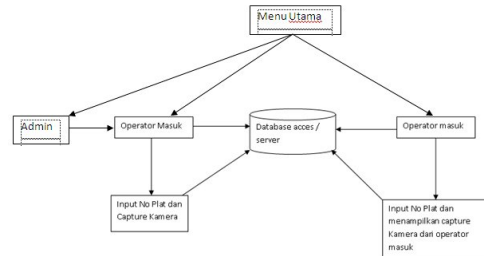 Menu Utama
Admin
Operator Masuk
Database acces /
server
Operator masuk
Input No Plat dan
Capture Kamera
Input No Plat dan
menampilkan capture
Kamera dari operator
masuk